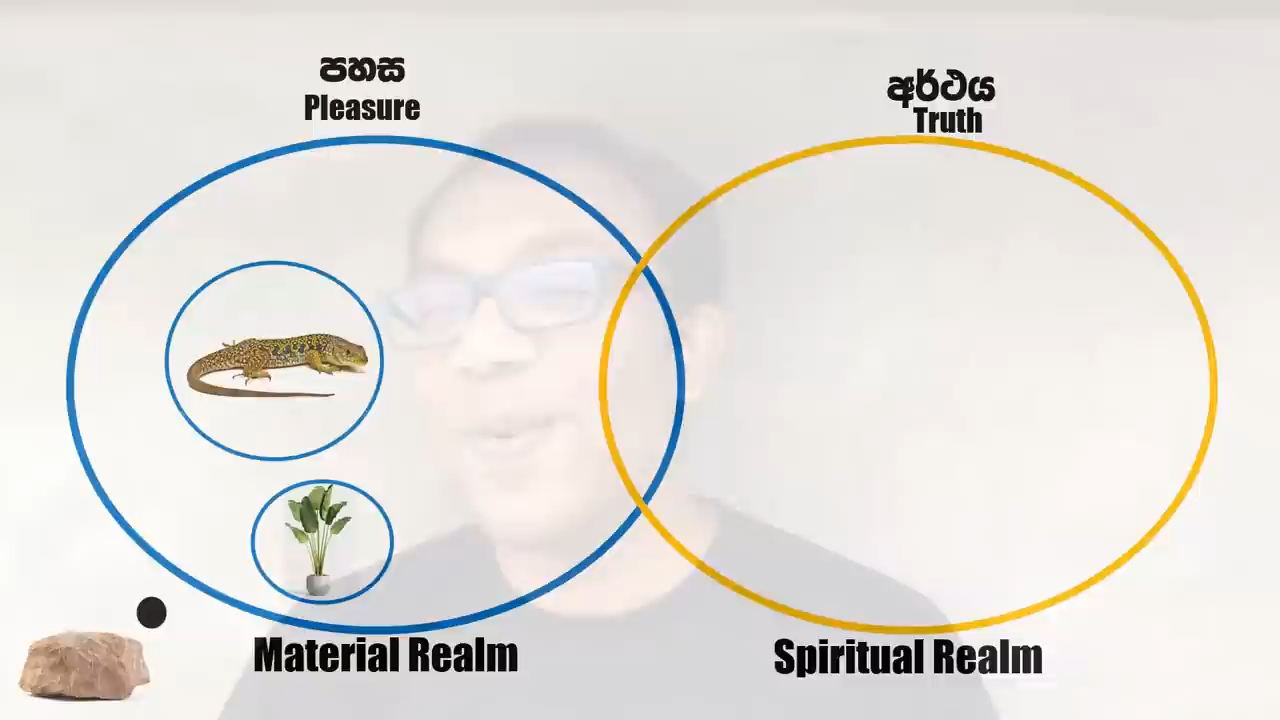 පහස
Pleasure
අර්ථය
Truth
Material Realm
Spiritual Realm